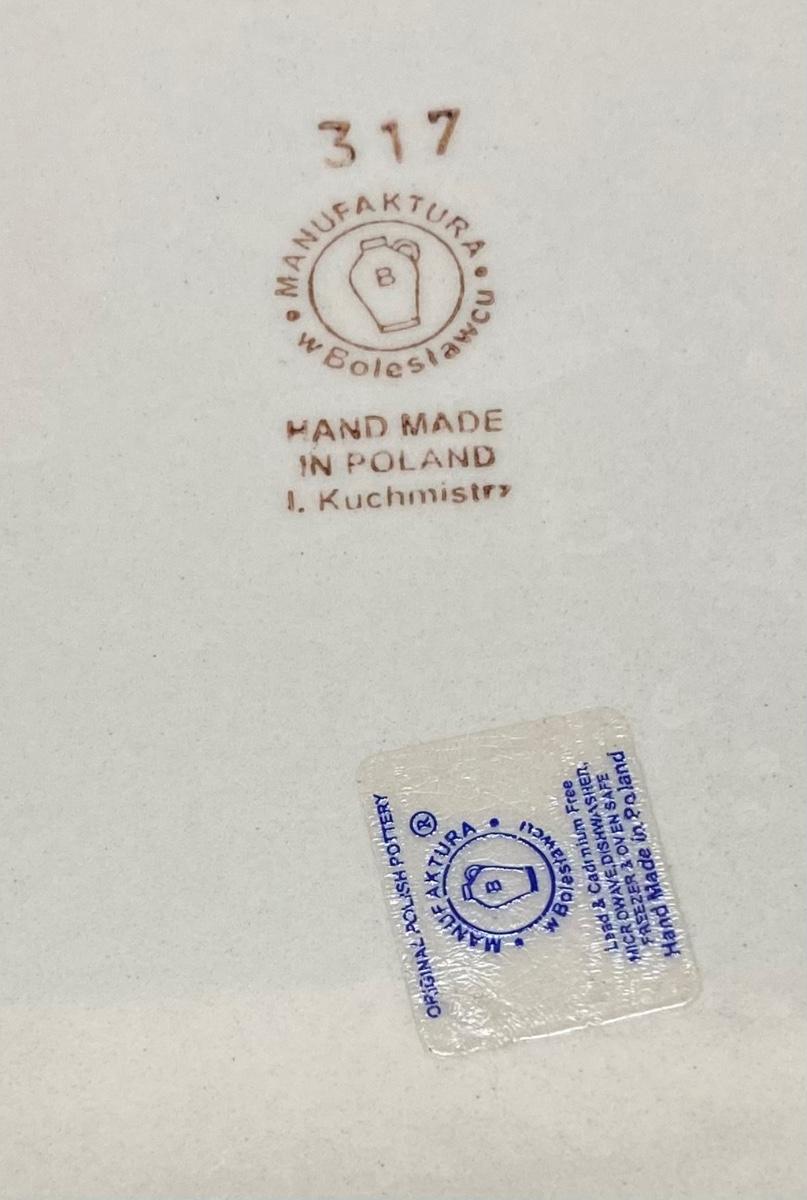 317
MANUFAKTURA
B
w Bolesławcu
HAND MADE
IN POLAND
I. Kuchmistrz
ORIGINAL POLISH POTTERY
®
MANUFAKTURA
B
w Bolesławcu
Lead & Cadmium Free
MICROWAVE, DISHWASHER,
FREEZER & OVEN SAFE
Hand Made in Poland